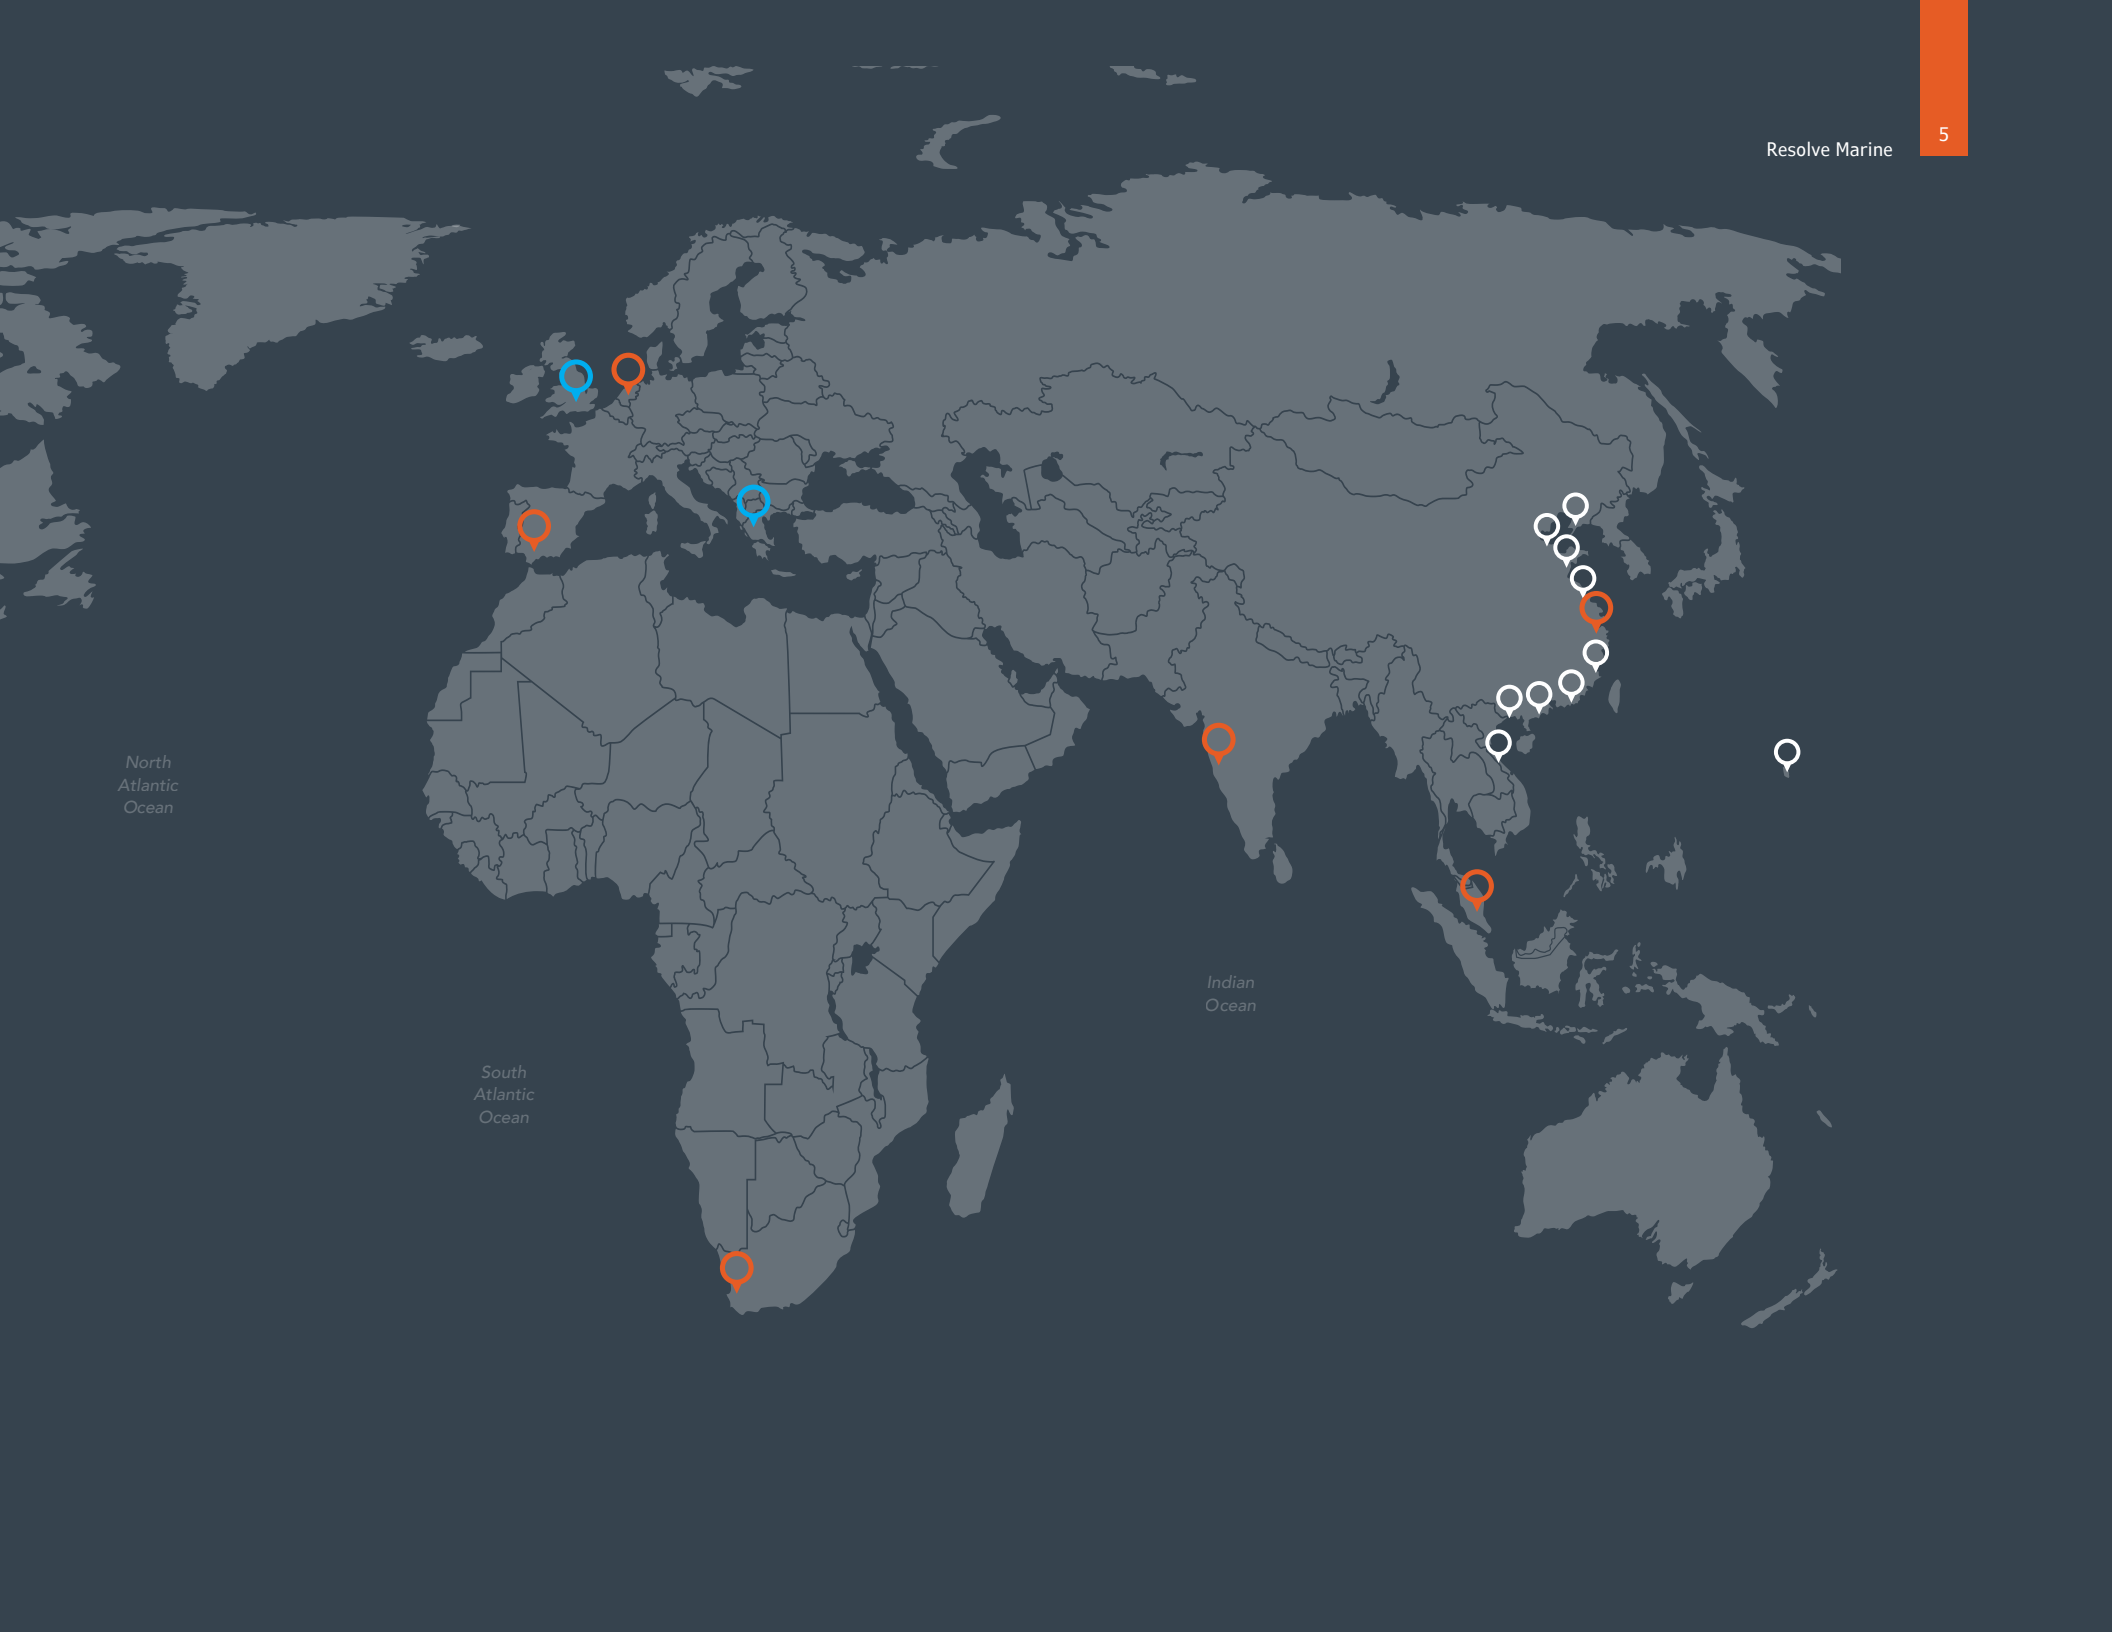 5
Resolve Marine
North
Atlantic
Ocean
Indian
Ocean
South
Atlantic
Ocean